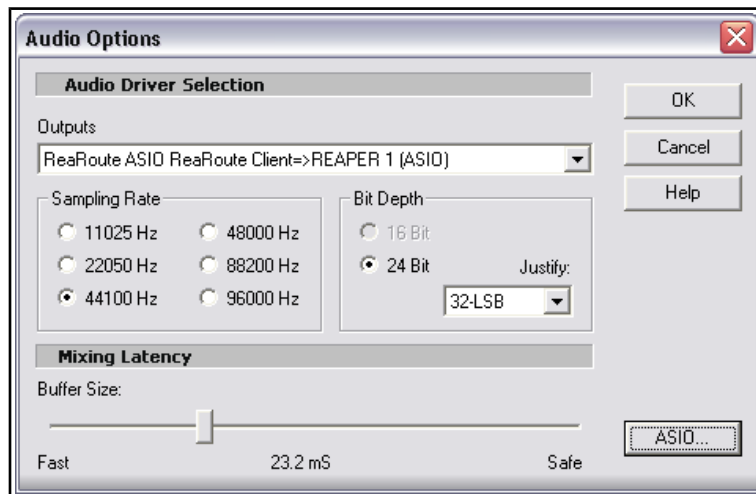 Audio Options
Audio Driver Selection
OK
Outputs
Cancel
ReaRoute ASIO ReaRoute Client=>REAPER 1 (ASIO)
Help
Sampling Rate
Bit Depth
11025 Hz
48000 Hz
16 Bit
22050 Hz
88200 Hz
24 Bit
Justify:
44100 Hz
96000 Hz
32-LSB
Mixing Latency
Buffer Size:
ASIO...
Fast
23.2 mS
Safe